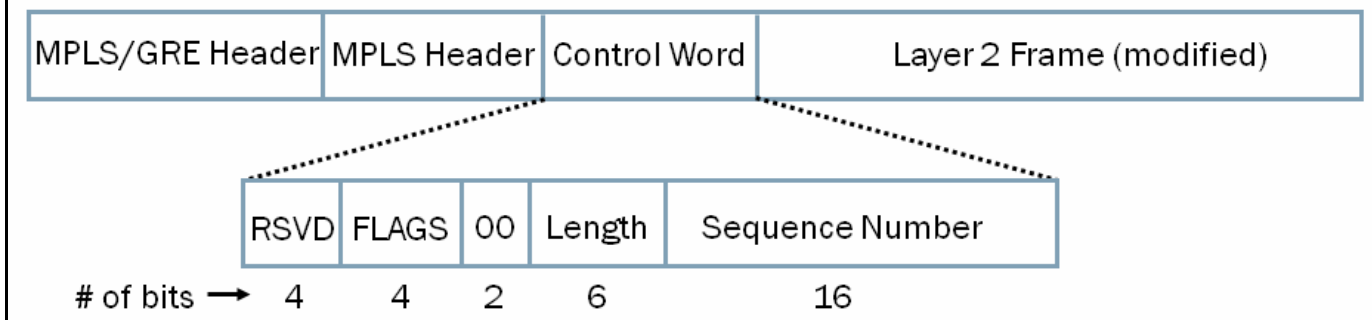 MPLS/GRE Header MPLS Header Control Word Layer 2 Frame (modified)
RSVD FLAGS 00 Length Sequence Number
# of bits → 4 4 2 6 16